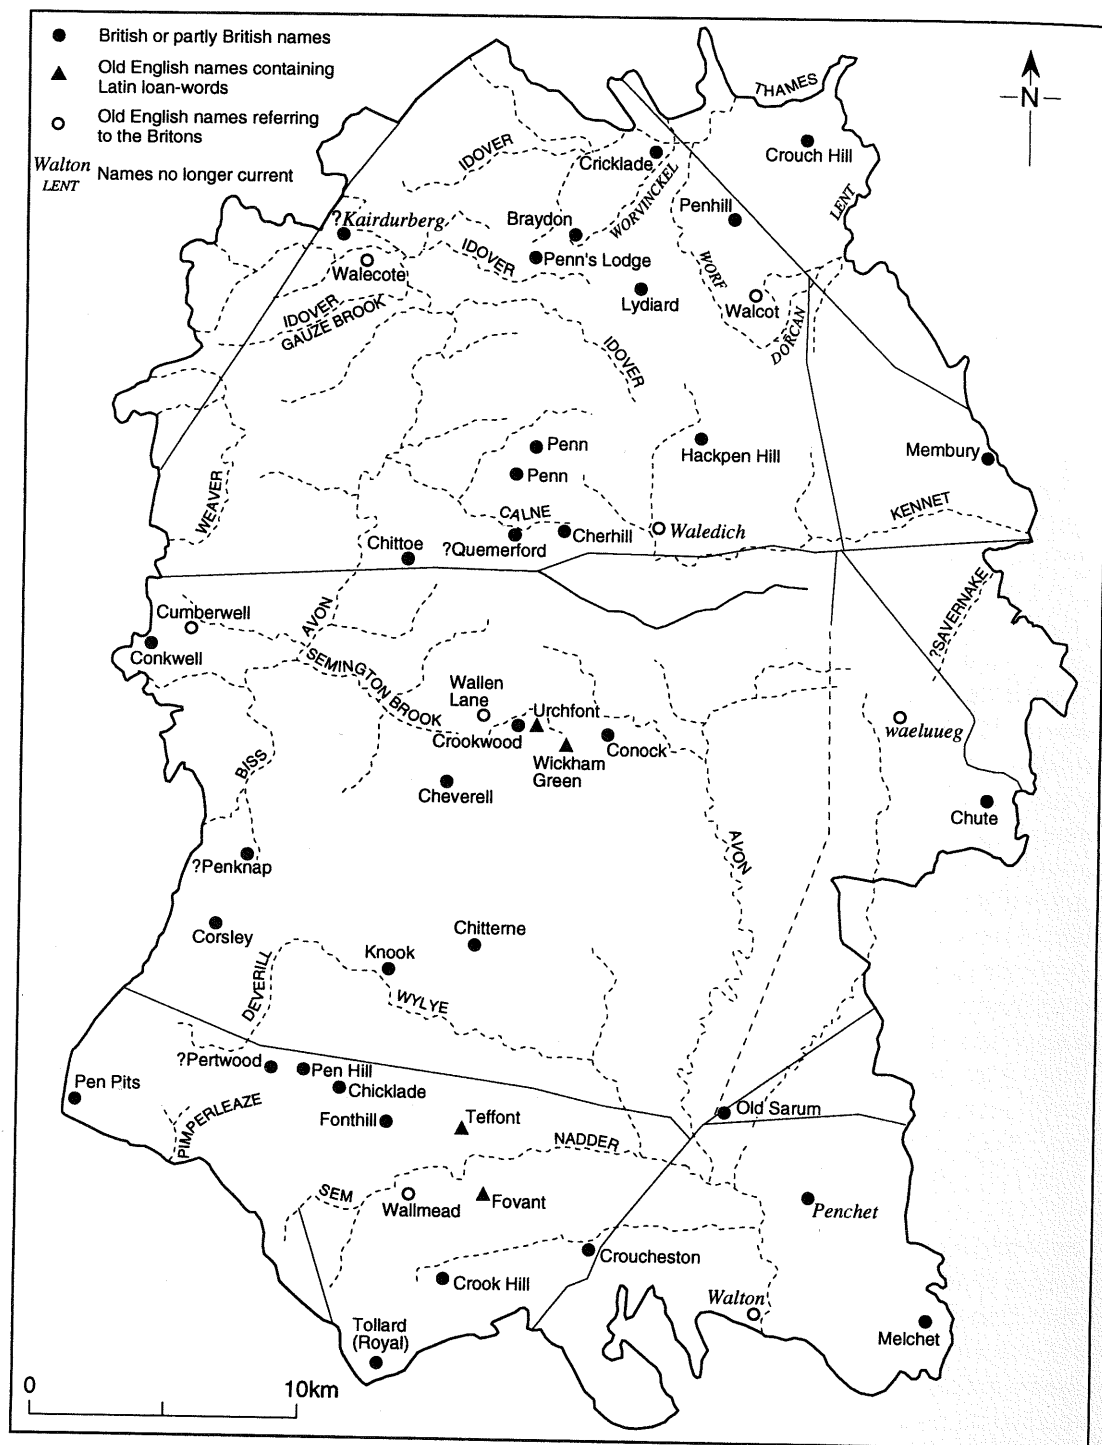 British or partly British names
Old English names containing
Latin loan-words
Old English names referring
to the Britons
Walton
LENT
Names no longer current
N
THAMES
IDOVER
Cricklade
Crouch Hill
WORVINCKEL
LENT
?Kairdurberg
Braydon
Penhill
Walecote
IDOVER
Penn's Lodge
WORF
Lydiard
Walcot
IDOVER
GAUZE BROOK
DORCAN
IDOVER
Penn
Hackpen Hill
Membury
Penn
WEAVER
CALNE
KENNET
Chittoe
?Quemerford
Cherhill
Waledich
Cumberwell
AVON
?SAVERNAKE
Conkwell
SEMINGTON BROOK
Wallen
Lane
Urchfont
waeluueg
Crookwood
Conock
Wickham
Green
BISS
Cheverell
Chute
AVON
?Penknap
Corsley
Chitterne
Knook
DEVERILL
WYLYE
?Pertwood
Pen Hill
Pen Pits
Chicklade
PIMPERLEAZE
Fonthill
Teffont
Old Sarum
NADDER
SEM
Wallmead
Fovant
Penchet
Croucheston
Crook Hill
Walton
Tollard
(Royal)
Melchet
0
10km